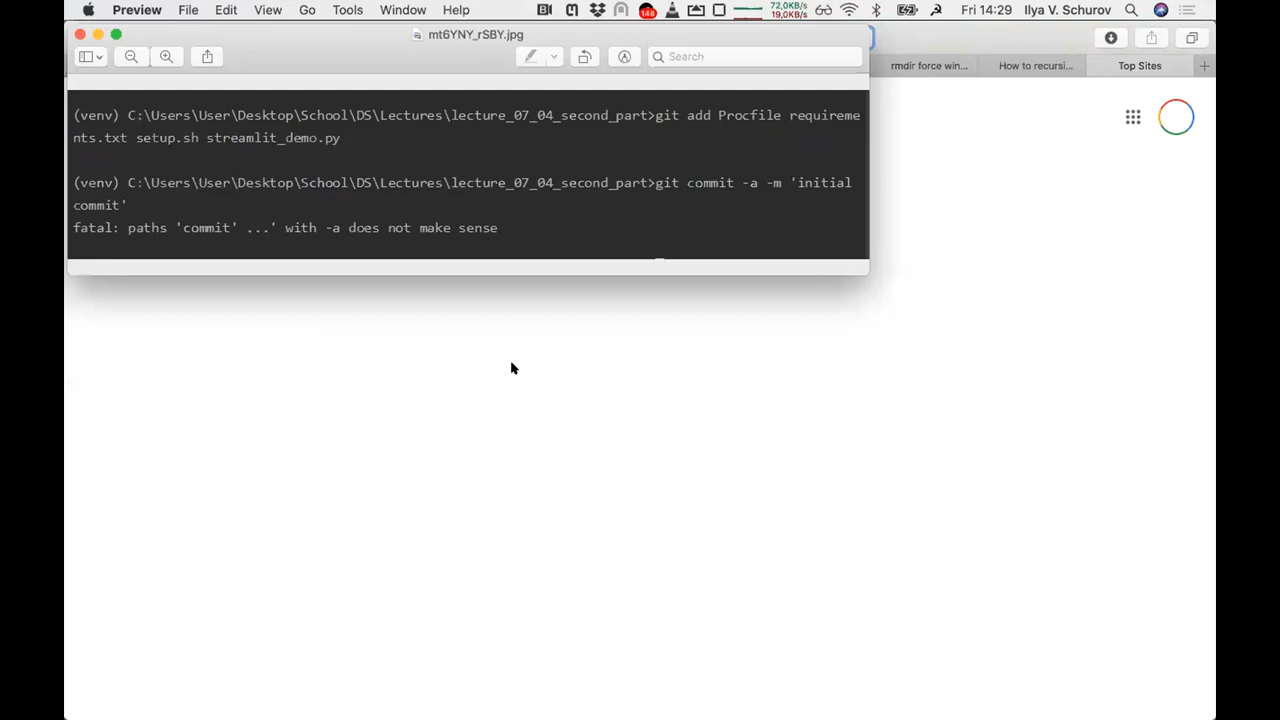 Preview File Edit View Go Tools Window Help 148 72,0KB/s 19,0KB/s Fri 14:29 Ilya V. Schurov
mt6YNY_rSBY.jpg
Search
rmdir force win... How to recursi... Top Sites
(venv) C:\Users\User\Desktop\School\DS\Lectures\lecture_07_04_second_part>git add Procfile requireme
nts.txt setup.sh streamlit_demo.py
(venv) C:\Users\User\Desktop\School\DS\Lectures\lecture_07_04_second_part>git commit -a -m 'initial
commit'
fatal: paths 'commit' ...' with -a does not make sense